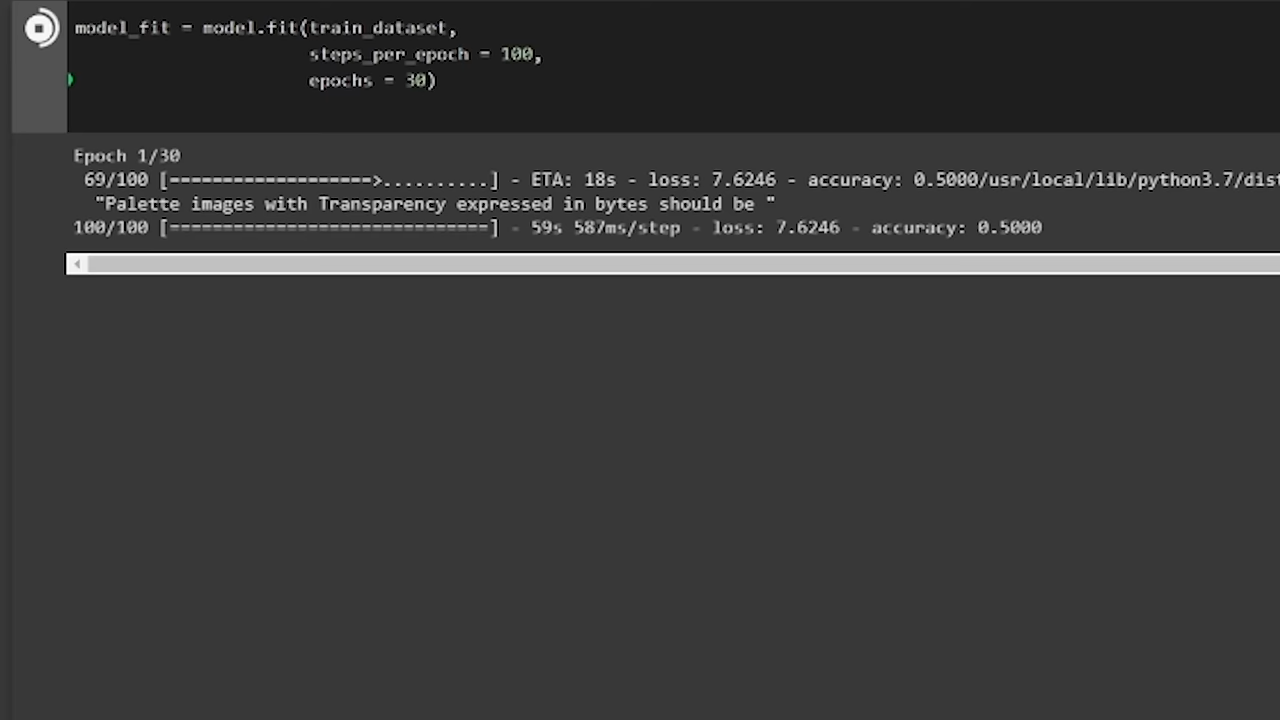 model_fit = model.fit(train_dataset,
steps_per_epoch = 100,
epochs = 30)
Epoch 1/30
69/100 [===================>..........] - ETA: 18s - loss: 7.6246 - accuracy: 0.5000/usr/local/lib/python3.7/dist
"Palette images with Transparency expressed in bytes should be "
100/100 [==============================] - 59s 587ms/step - loss: 7.6246 - accuracy: 0.5000